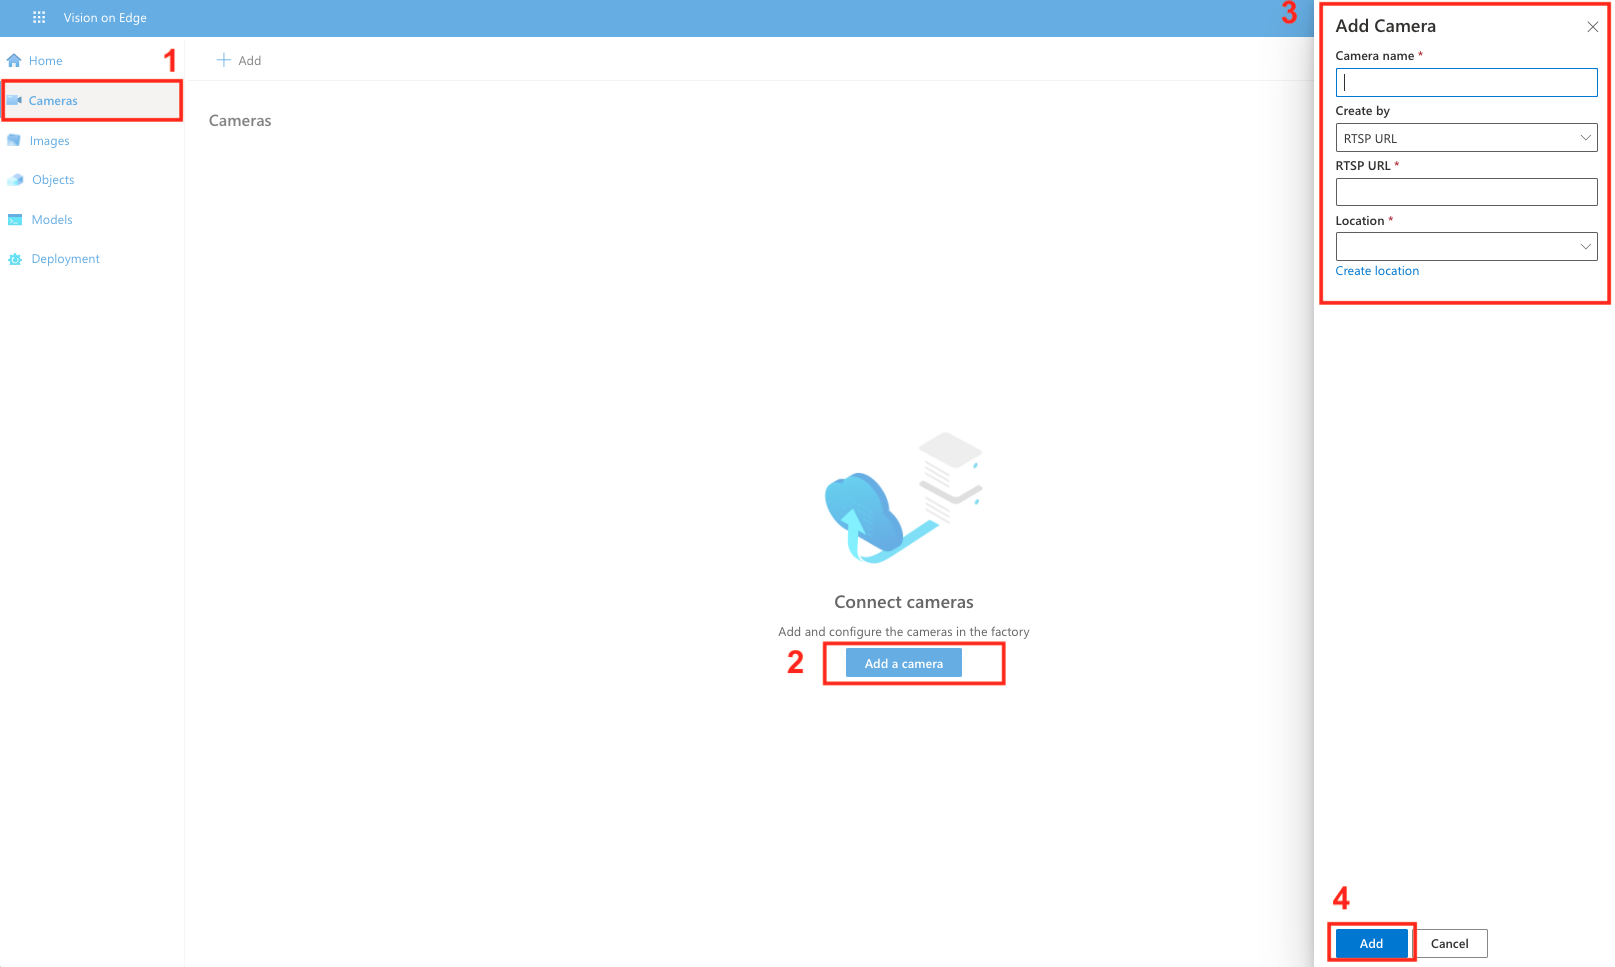 Vision on Edge
Home
1
Cameras
Images
Objects
Models
Deployment
Add
Cameras
Connect cameras
Add and configure the cameras in the factory
2
Add a camera
3
Add Camera
Camera name *
Create by
RTSP URL
RTSP URL *
Location *
Create location
4
Add
Cancel